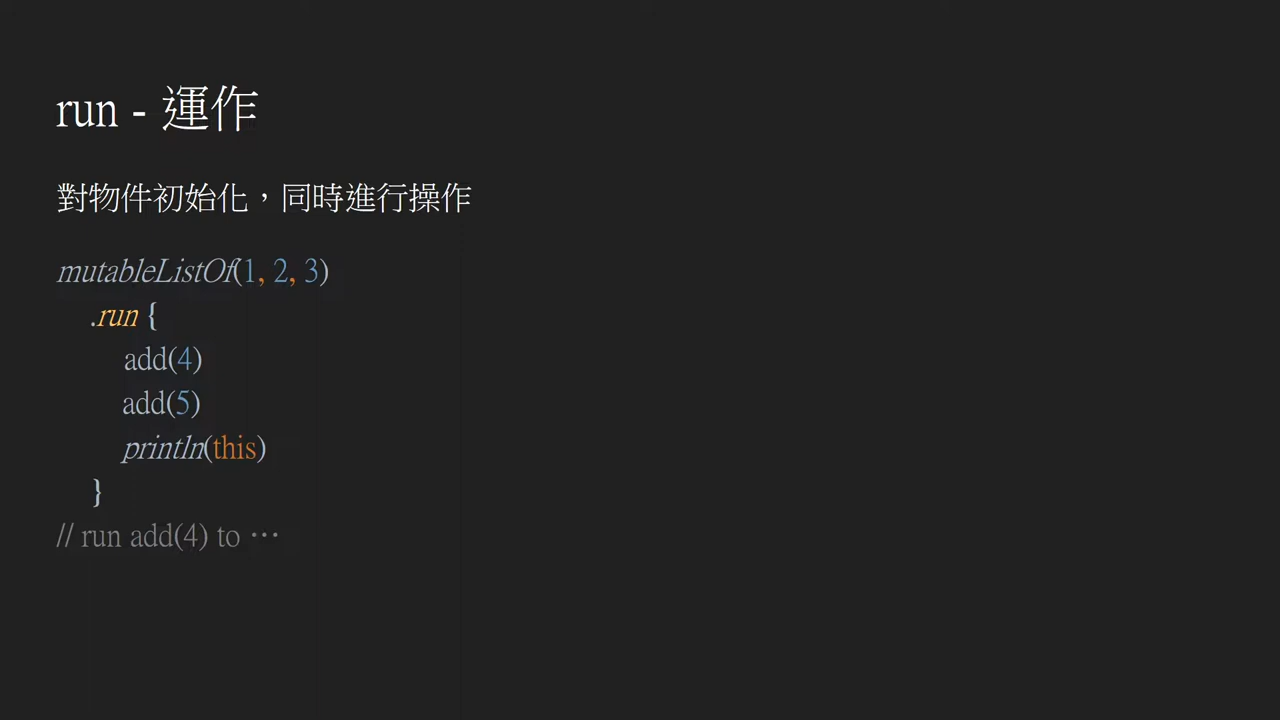 run - 運作
對物件初始化，同時進行操作
mutableListOf(1, 2, 3)
.run {
add(4)
add(5)
println(this)
}
// run add(4) to …